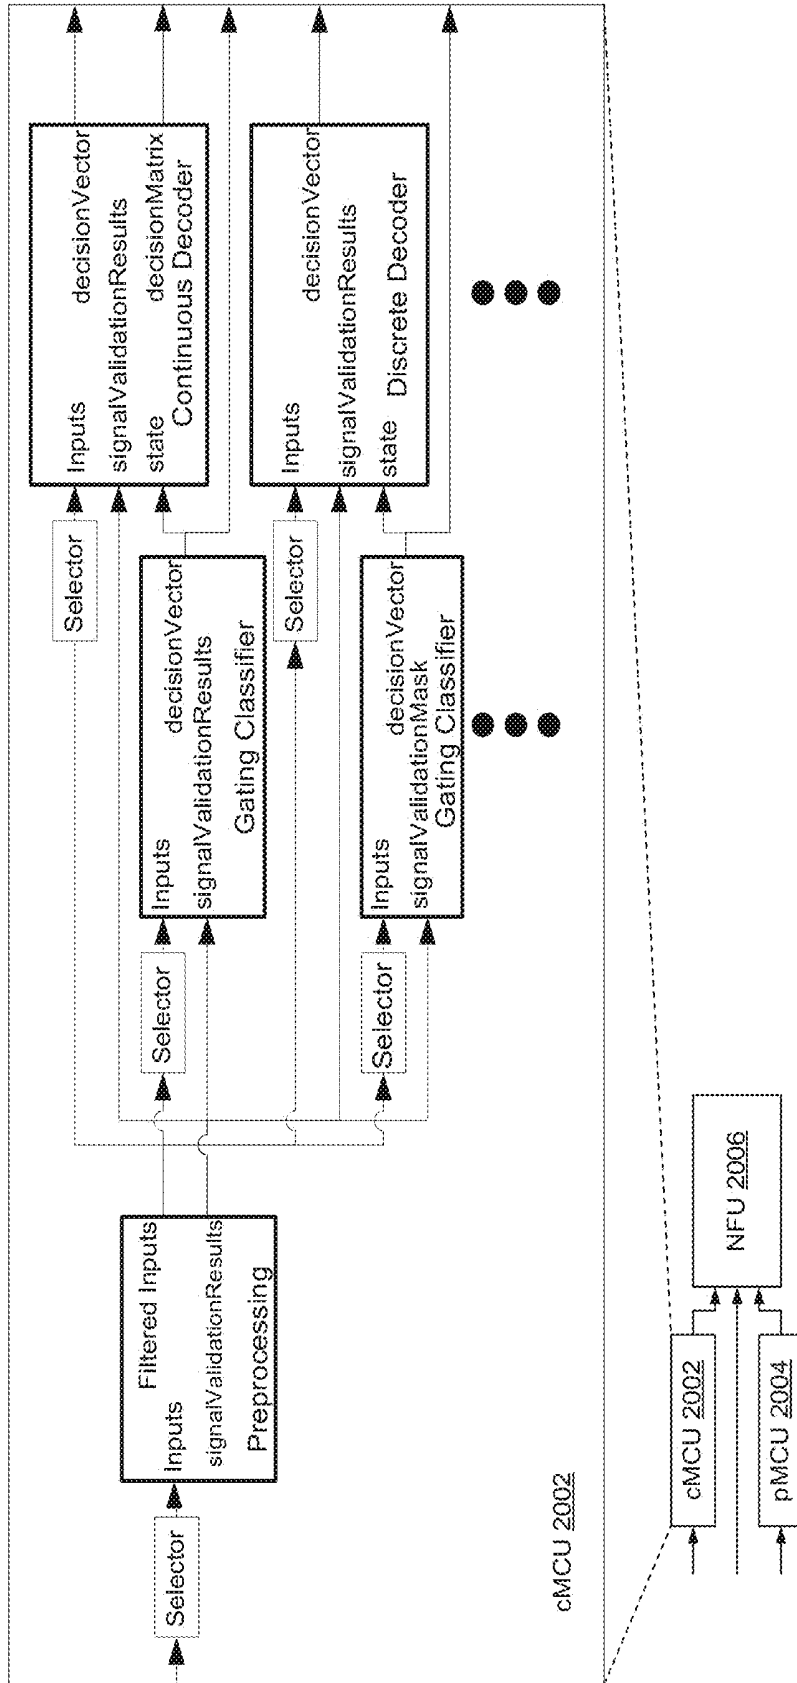 Selector
Inputs
decisionVector
signalValidationResults
state
decisionMatrix
Continuous Decoder
Inputs
decisionVector
signalValidationResults
Gating Classifier
Selector
Selector
Filtered Inputs
Inputs
signalValidationResults
Preprocessing
Selector
Selector
Inputs
decisionVector
signalValidationResults
state
Discrete Decoder
Selector
Inputs
decisionVector
signalValidationMask
Gating Classifier
cMCU 2002
cMCU 2002
pMCU 2004
NFU 2006